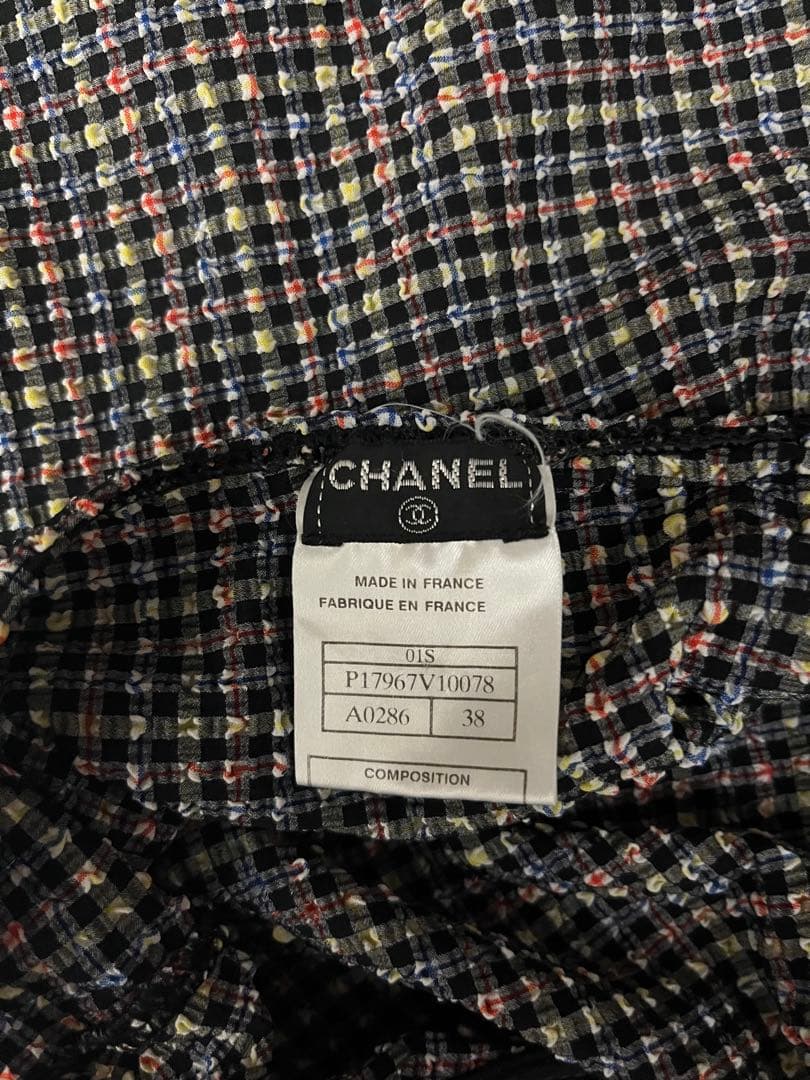 CHANEL
MADE IN FRANCE
FABRIQUE EN FRANCE
01S
P17967V10078
A0286 38
COMPOSITION